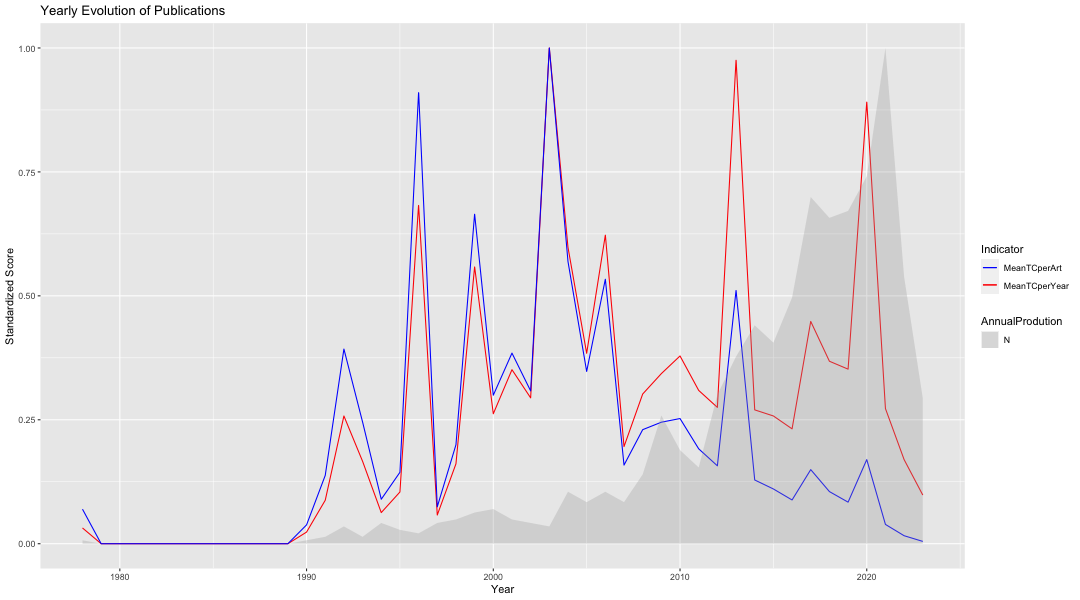 Yearly Evolution of Publications
1.00
0.75
0.50
0.25
0.00
Standardized Score
1980
1990
2000
2010
2020
Year
Indicator
MeanTCperArt
MeanTCperYear
AnnualProdution
N